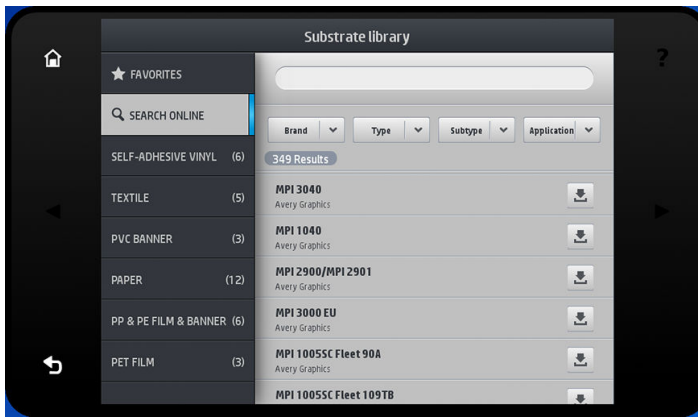 Substrate library
?
FAVORITES
SEARCH ONLINE
SELF-ADHESIVE VINYL (6)
TEXTILE (5)
PVC BANNER (3)
PAPER (12)
PP & PE FILM & BANNER (6)
PET FILM (3)
Brand
Type
Subtype
Application
349 Results
MPI 3040
Avery Graphics
MPI 1040
Avery Graphics
MPI 2900/MPI 2901
Avery Graphics
MPI 3000 EU
Avery Graphics
MPI 1005SC Fleet 90A
Avery Graphics
MPI 1005SC Fleet 109TB